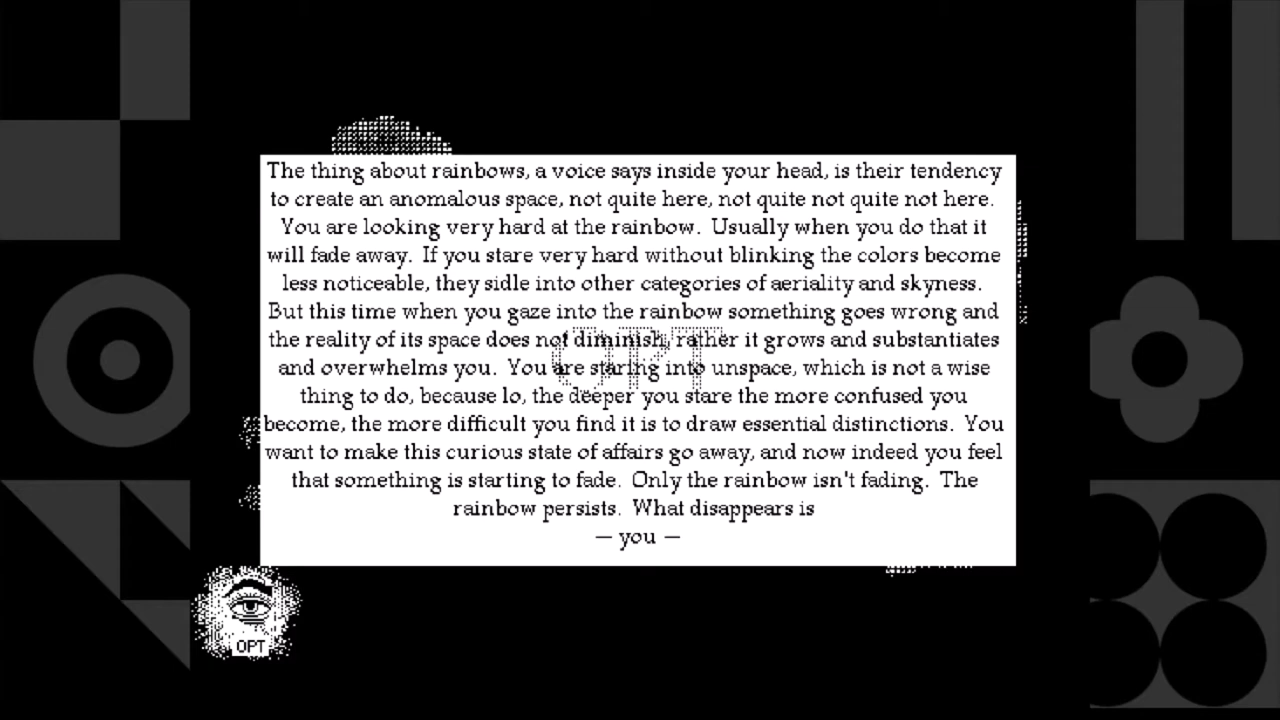 The thing about rainbows, a voice says inside your head, is their tendency
to create an anomalous space, not quite here, not quite not quite not here.
You are looking very hard at the rainbow.  Usually when you do that it
will fade away.  If you stare very hard without blinking the colors become
less noticeable, they sidle into other categories of aeriality and skyness.
But this time when you gaze into the rainbow something goes wrong and
the reality of its space does not diminish, rather it grows and substantiates
and overwhelms you.  You are staring into unspace, which is not a wise
thing to do, because lo, the deeper you stare the more confused you
become, the more difficult you find it is to draw essential distinctions.  You
want to make this curious state of affairs go away, and now indeed you feel
that something is starting to fade.  Only the rainbow isn't fading.  The
rainbow persists.  What disappears is
— you —
OPT
OPT